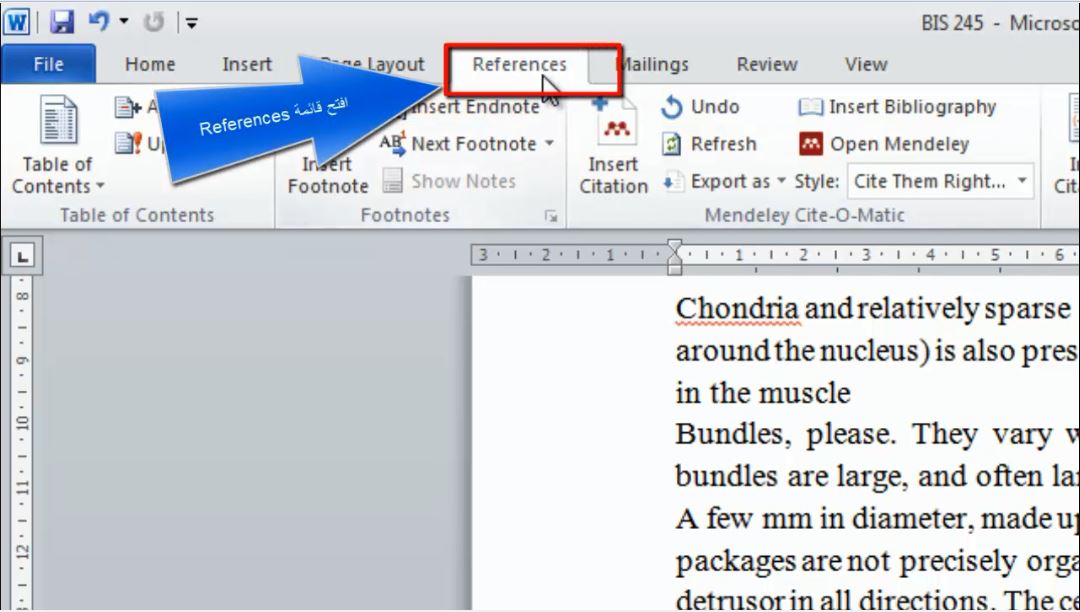 BIS 245 - Microso
File Home Insert Page Layout References Mailings Review View
افتح قائمة References
Table of Contents
Insert Footnote
Insert Endnote
AB¹ Next Footnote
Show Notes
Insert Citation
Undo
Refresh
Export as
Insert Bibliography
Open Mendeley
Style: Cite Them Right...
Table of Contents Footnotes Mendeley Cite-O-Matic
3 2 1 1 2 3 4 5 6
8
9
10
11
12
Chondria and relatively sparse
around the nucleus) is also pres
in the muscle
Bundles, please. They vary w
bundles are large, and often lar
A few mm in diameter, made up
packages are not precisely orga
detrusor in all directions. The ce